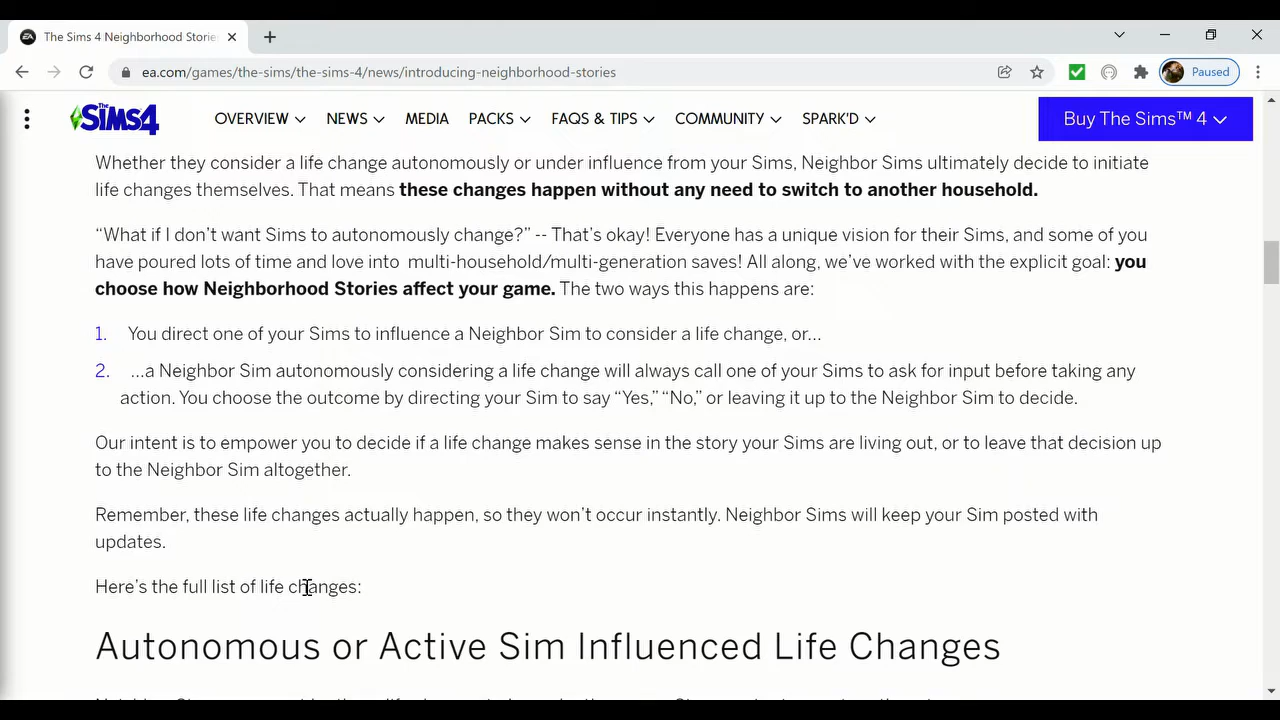 The Sims 4 Neighborhood Storie
ea.com/games/the-sims/the-sims-4/news/introducing-neighborhood-stories
Paused
The SIMS4
OVERVIEW NEWS MEDIA PACKS FAQS & TIPS COMMUNITY SPARK'D
Buy The Sims™ 4
Whether they consider a life change autonomously or under influence from your Sims, Neighbor Sims ultimately decide to initiate
life changes themselves. That means these changes happen without any need to switch to another household.
“What if I don’t want Sims to autonomously change?” -- That’s okay! Everyone has a unique vision for their Sims, and some of you
have poured lots of time and love into multi-household/multi-generation saves! All along, we’ve worked with the explicit goal: you
choose how Neighborhood Stories affect your game. The two ways this happens are:
1. You direct one of your Sims to influence a Neighbor Sim to consider a life change, or…
2. …a Neighbor Sim autonomously considering a life change will always call one of your Sims to ask for input before taking any
action. You choose the outcome by directing your Sim to say “Yes,” “No,” or leaving it up to the Neighbor Sim to decide.
Our intent is to empower you to decide if a life change makes sense in the story your Sims are living out, or to leave that decision up
to the Neighbor Sim altogether.
Remember, these life changes actually happen, so they won’t occur instantly. Neighbor Sims will keep your Sim posted with
updates.
Here’s the full list of life changes:
Autonomous or Active Sim Influenced Life Changes